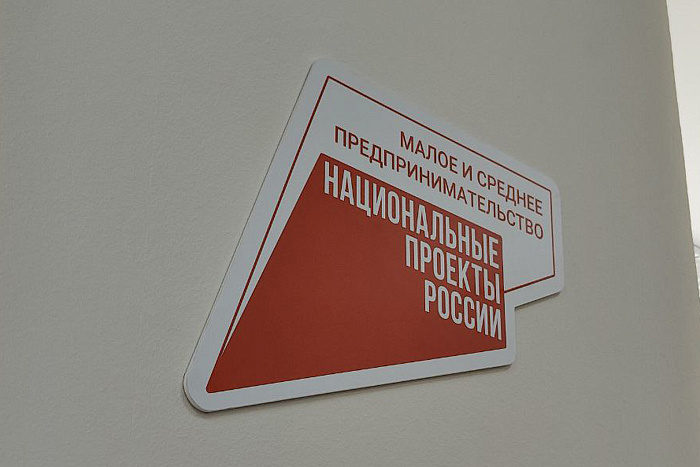 МАЛОЕ И СРЕДНЕЕ
ПРЕДПРИНИМАТЕЛЬСТВО
НАЦИОНАЛЬНЫЕ
ПРОЕКТЫ
РОССИИ